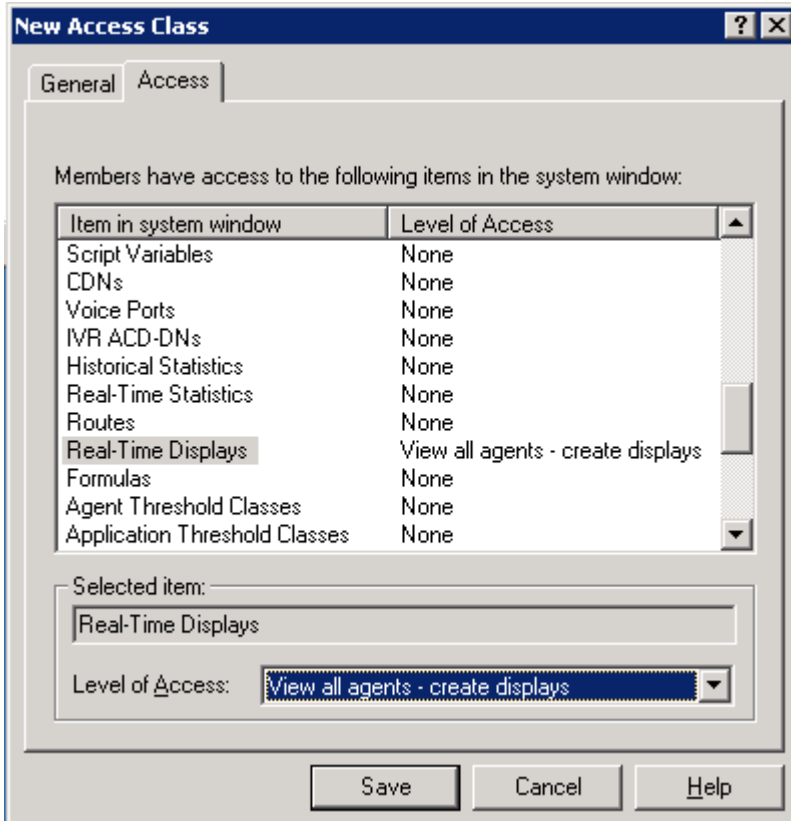 New Access Class
General Access
Members have access to the following items in the system window:
Item in system window Level of Access
Script Variables None
CDNs None
Voice Ports None
IVR ACD-DNs None
Historical Statistics None
Real-Time Statistics None
Routes None
Real-Time Displays View all agents - create displays
Formulas None
Agent Threshold Classes None
Application Threshold Classes None
Selected item:
Real-Time Displays
Level of Access: View all agents - create displays
Save Cancel Help